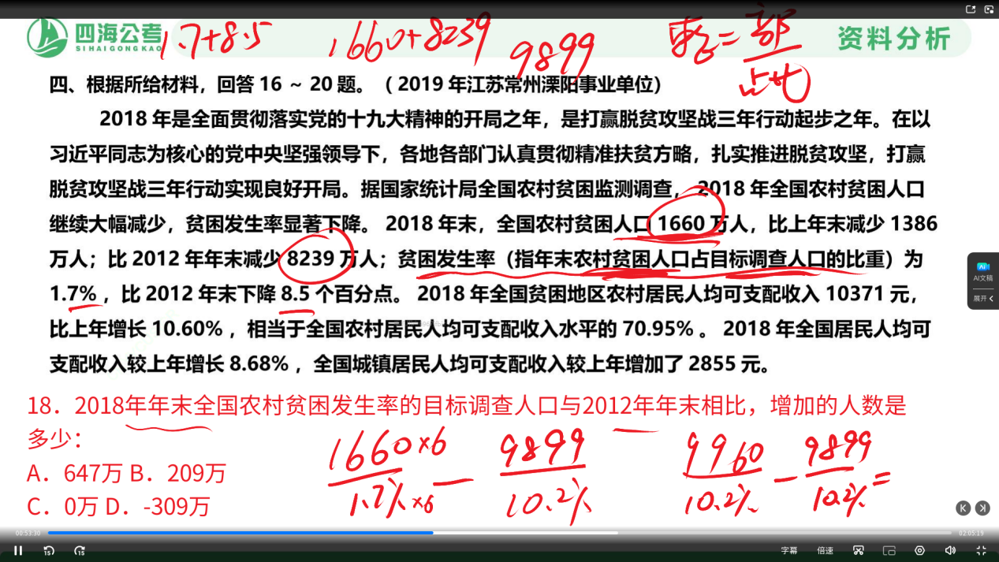 四海公考
SIHAIGONGKAO
1.7+8.5
1660+8239
9899
率=部/占比
资料分析
四、根据所给材料，回答 16 ~ 20 题。（ 2019 年江苏常州溧阳事业单位）
2018 年是全面贯彻落实党的十九大精神的开局之年，是打赢脱贫攻坚战三年行动起步之年。在以
习近平同志为核心的党中央坚强领导下，各地各部门认真贯彻精准扶贫方略，扎实推进脱贫攻坚，打赢
脱贫攻坚战三年行动实现良好开局。据国家统计局全国农村贫困监测调查， 2018 年全国农村贫困人口
继续大幅减少，贫困发生率显著下降。 2018 年末，全国农村贫困人口 1660 万人，比上年末减少 1386
万人；比 2012 年年末减少 8239 万人；贫困发生率（指年末农村贫困人口占目标调查人口的比重）为
1.7% ，比 2012 年末下降 8.5 个百分点。 2018 年全国贫困地区农村居民人均可支配收入 10371 元，
比上年增长 10.60% ，相当于全国农村居民人均可支配收入水平的 70.95% 。 2018 年全国居民人均可
支配收入较上年增长 8.68% ，全国城镇居民人均可支配收入较上年增加了 2855 元。
18．2018年年末全国农村贫困发生率的目标调查人口与2012年年末相比，增加的人数是
多少：
A．647万 B．209万
C．0万 D．-309万
1660×6 — 9899 9960 — 9899 =
1.7%×6 10.2% 10.2% 10.2%
AI文稿
展开
00:53:30
02:05:19
15
15
字幕
倍速